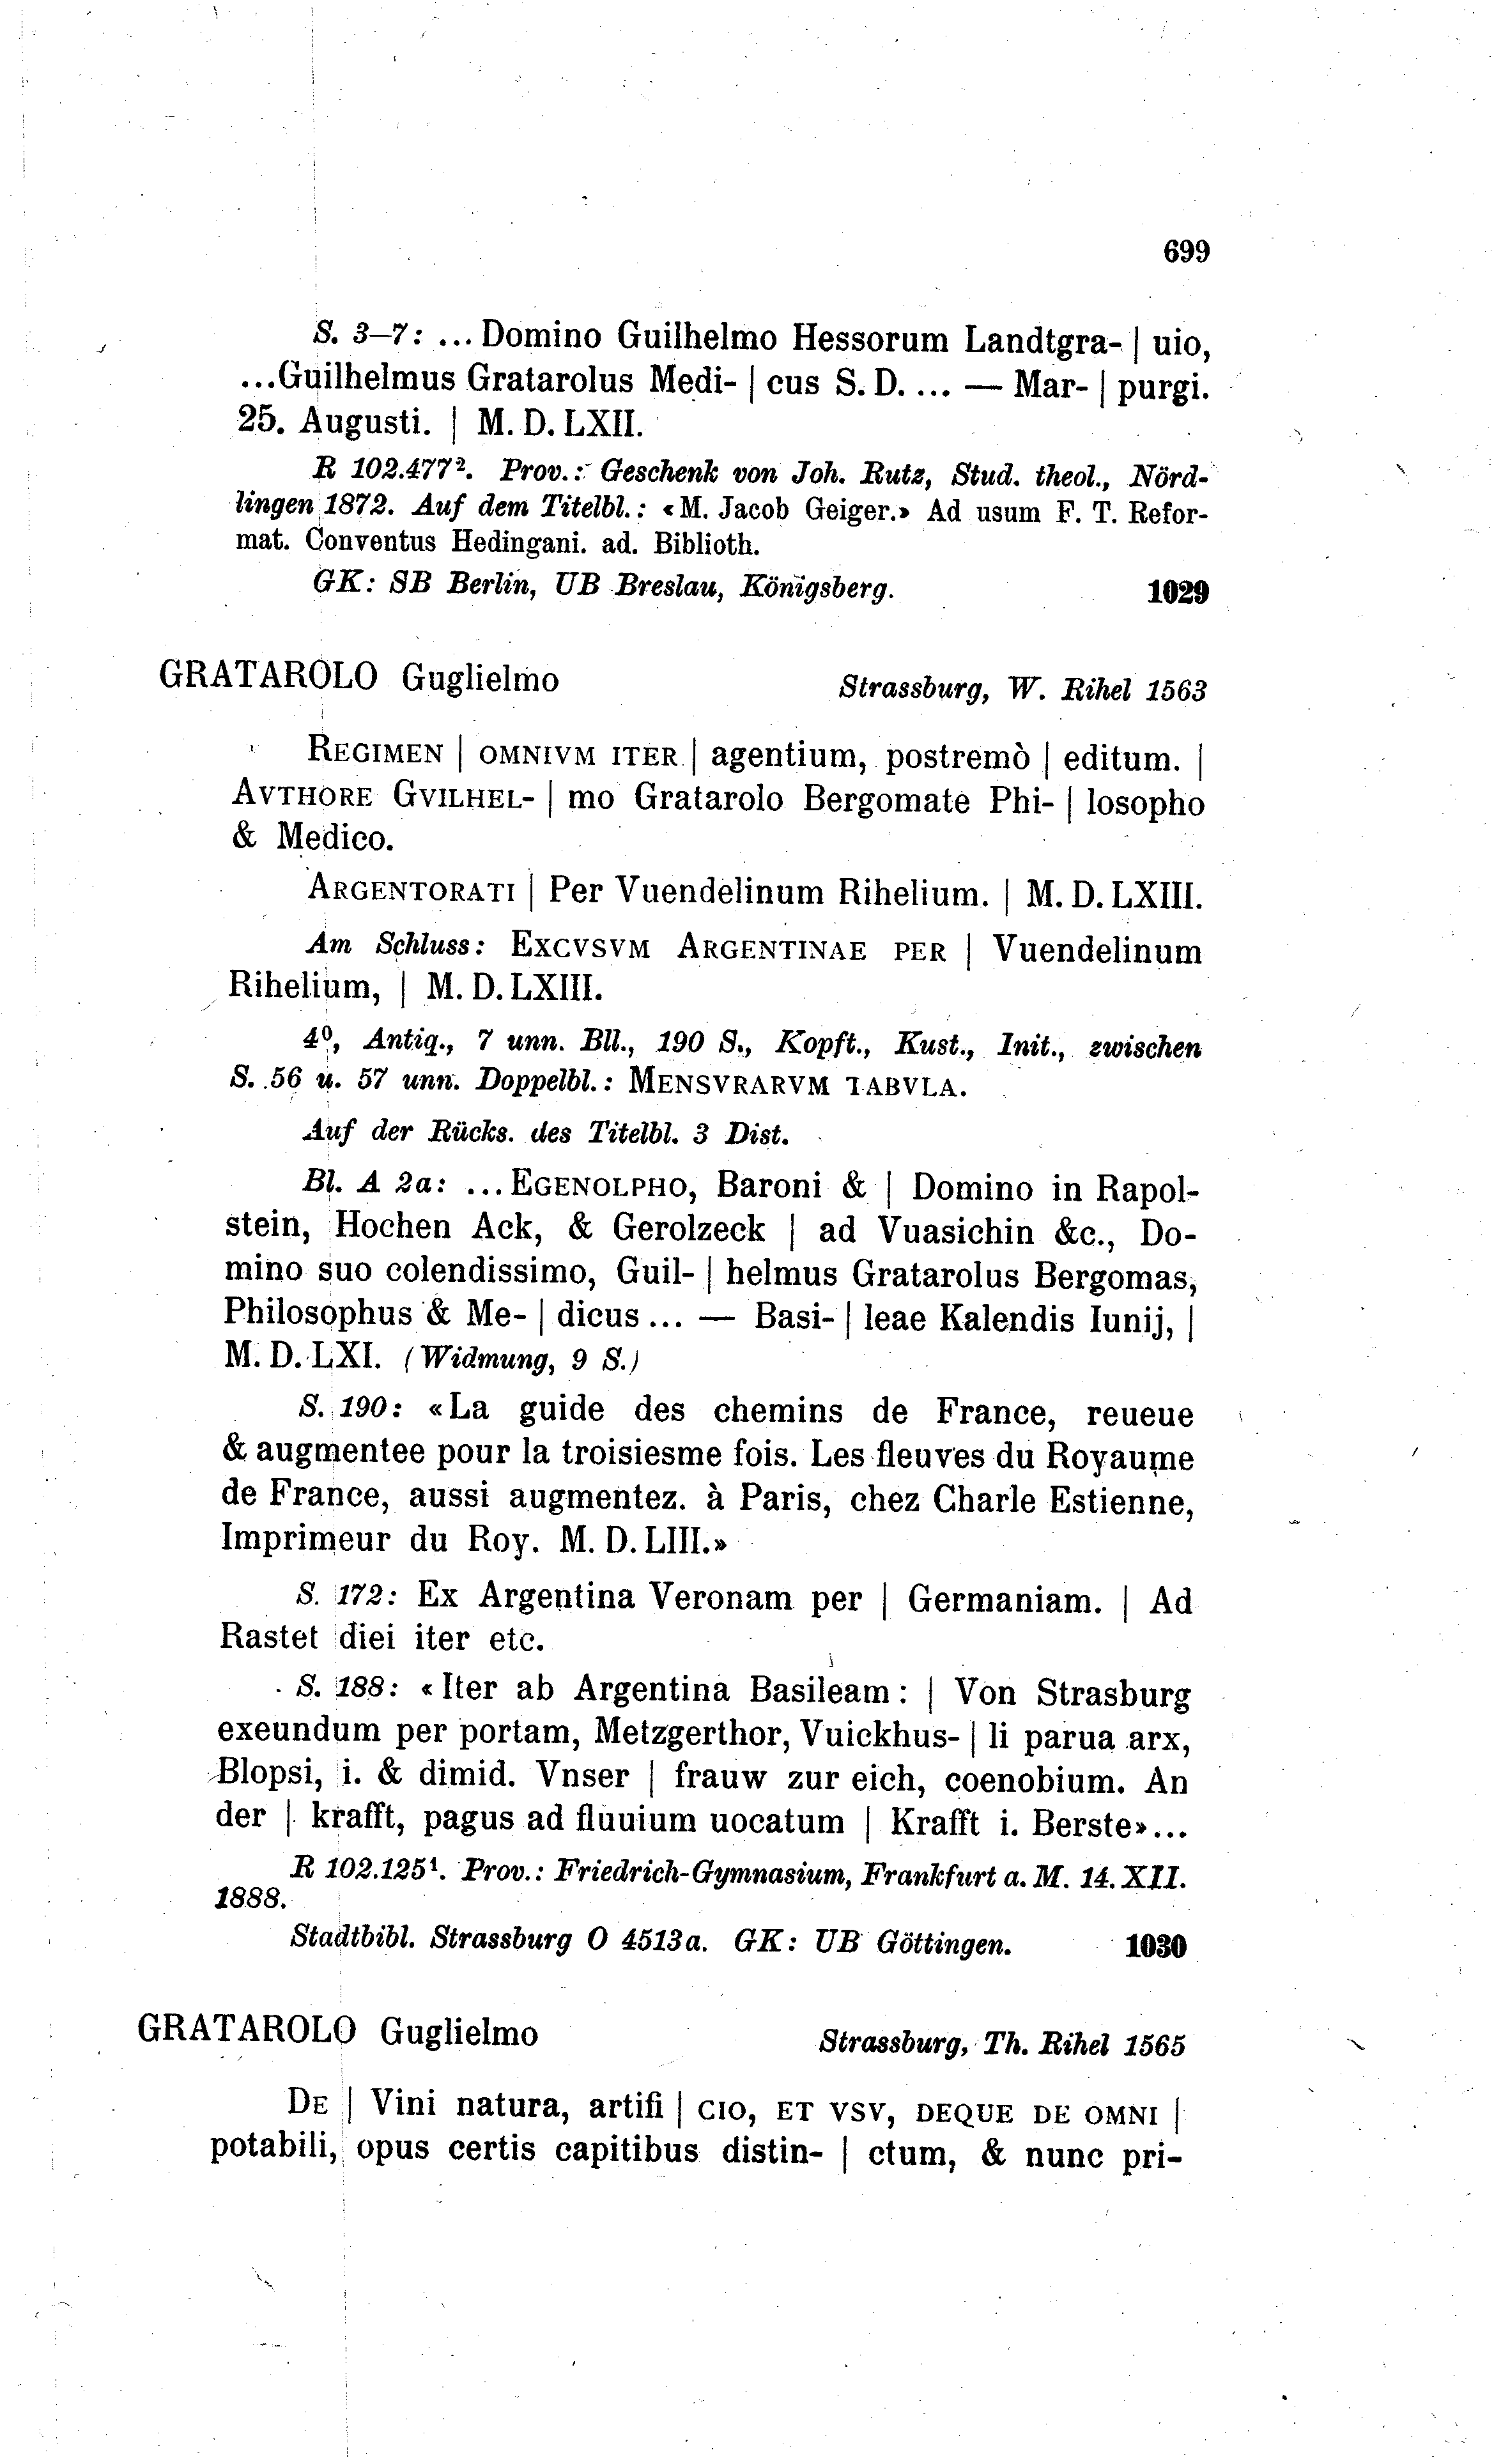 699
S. 3–7: ... Domino Guilhelmo Hessorum Landtgra- | uio,
...Guilhelmus Gratarolus Medi- | cus S. D. ... — Mar- | purgi.
25. Augusti. | M. D. LXII.
R 102.477². Prov.: Geschenk von Joh. Rutz, Stud. theol., Nörd-
lingen 1872. Auf dem Titelbl.: «M. Jacob Geiger.» Ad usum F. T. Refor-
mat. Conventus Hedingani. ad. Biblioth.
GK: SB Berlin, UB Breslau, Königsberg. 1029
GRATAROLO Guglielmo Strassburg, W. Rihel 1563
REGIMEN | OMNIVM ITER | agentium, postremò | editum. |
AVTHORE GVILHEL- | mo Gratarolo Bergomate Phi- | losopho
& Medico.
ARGENTORATI | Per Vuendelinum Rihelium. | M. D. LXIII.
Am Schluss: EXCVSVM ARGENTINAE PER | Vuendelinum
Rihelium, | M. D. LXIII.
4⁰, Antiq., 7 unn. Bll., 190 S., Kopft., Kust., Init., zwischen
S. 56 u. 57 unn. Doppelbl.: MENSVRARVM TABVLA.
Auf der Rücks. des Titelbl. 3 Dist.
Bl. A 2a: ... EGENOLPHO, Baroni & | Domino in Rapol-
stein, Hochen Ack, & Gerolzeck | ad Vuasichin &c., Do-
mino suo colendissimo, Guil- | helmus Gratarolus Bergomas,
Philosophus & Me- | dicus ... — Basi- | leae Kalendis Iunij, |
M. D. LXI. (Widmung, 9 S.)
S. 190: «La guide des chemins de France, reueue
& augmentee pour la troisiesme fois. Les fleuves du Royaume
de France, aussi augmentez. à Paris, chez Charle Estienne,
Imprimeur du Roy. M. D. LIII.»
S. 172: Ex Argentina Veronam per | Germaniam. | Ad
Rastet diei iter etc.
S. 188: «Iter ab Argentina Basileam: | Von Strasburg
exeundum per portam, Metzgerthor, Vuickhus- | li parua arx,
Blopsi, i. & dimid. Vnser | frauw zur eich, coenobium. An
der | krafft, pagus ad fluuium uocatum | Krafft i. Berste»...
R 102.125¹. Prov.: Friedrich-Gymnasium, Frankfurt a. M. 14. XII.
1888.
Stadtbibl. Strassburg O 4513a. GK: UB Göttingen. 1030
GRATAROLO Guglielmo Strassburg, Th. Rihel 1565
DE | Vini natura, artifi | CIO, ET VSV, DEQUE DE OMNI |
potabili, opus certis capitibus distin- | ctum, & nunc pri-